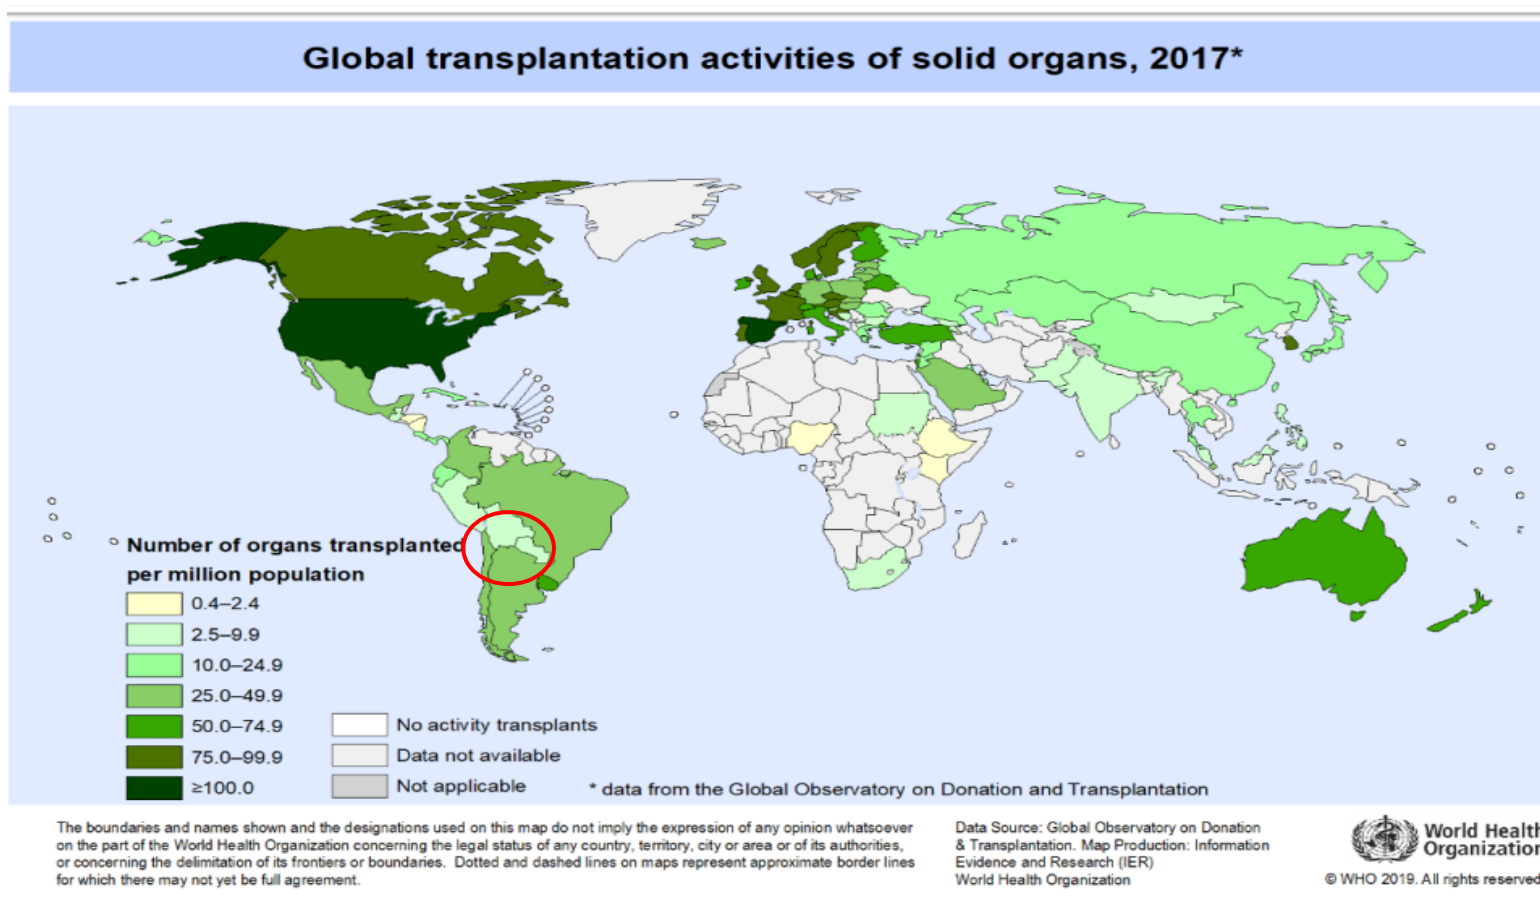 Global transplantation activities of solid organs, 2017*
Number of organs transplanted
per million population
0.4–2.4
2.5–9.9
10.0–24.9
25.0–49.9
50.0–74.9
75.0–99.9
≥100.0
No activity transplants
Data not available
Not applicable
* data from the Global Observatory on Donation and Transplantation
The boundaries and names shown and the designations used on this map do not imply the expression of any opinion whatsoever
on the part of the World Health Organization concerning the legal status of any country, territory, city or area or of its authorities,
or concerning the delimitation of its frontiers or boundaries. Dotted and dashed lines on maps represent approximate border lines
for which there may not yet be full agreement.
Data Source: Global Observatory on Donation
& Transplantation. Map Production: Information
Evidence and Research (IER)
World Health Organization
World Health
Organization
© WHO 2019. All rights reserved